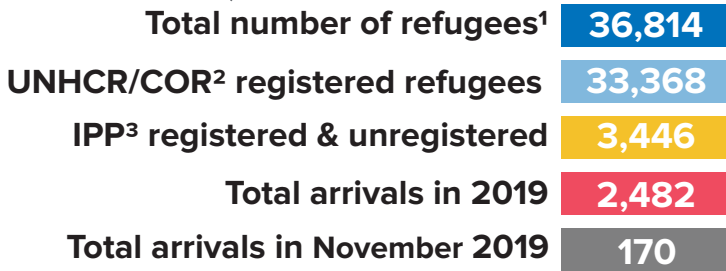 Total number of refugees¹ 36,814
UNHCR/COR² registered refugees 33,368
IPP³ registered & unregistered 3,446
Total arrivals in 2019 2,482
Total arrivals in November 2019 170